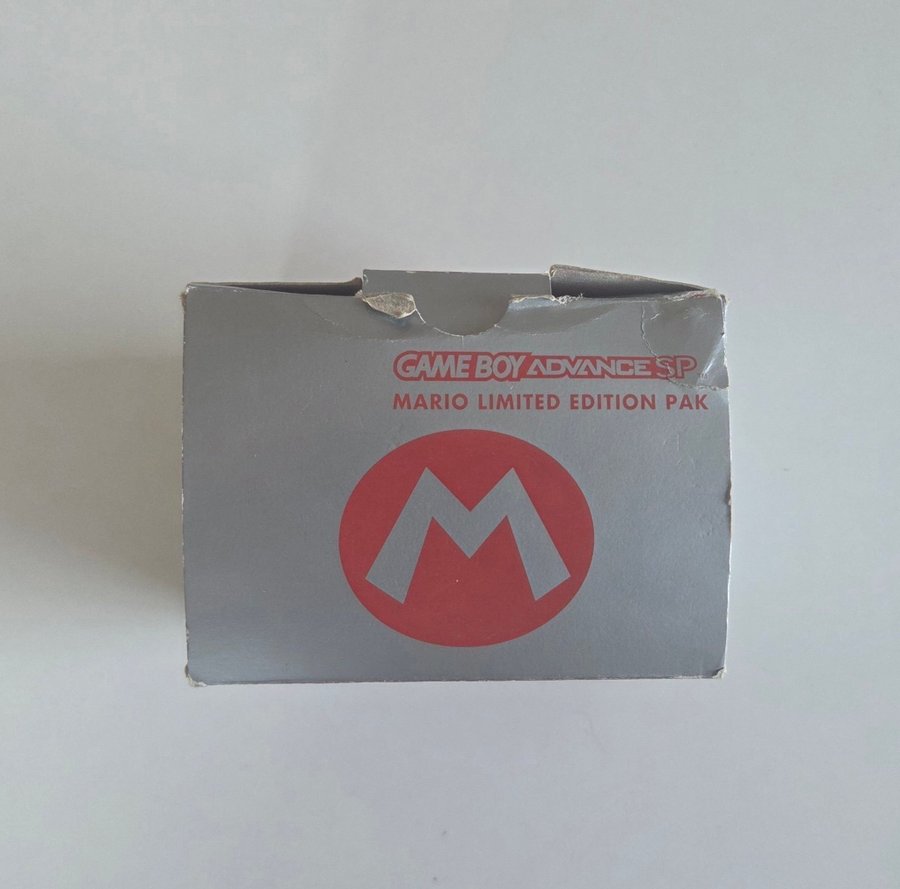 GAME BOY ADVANCE SP
MARIO LIMITED EDITION PAK
M